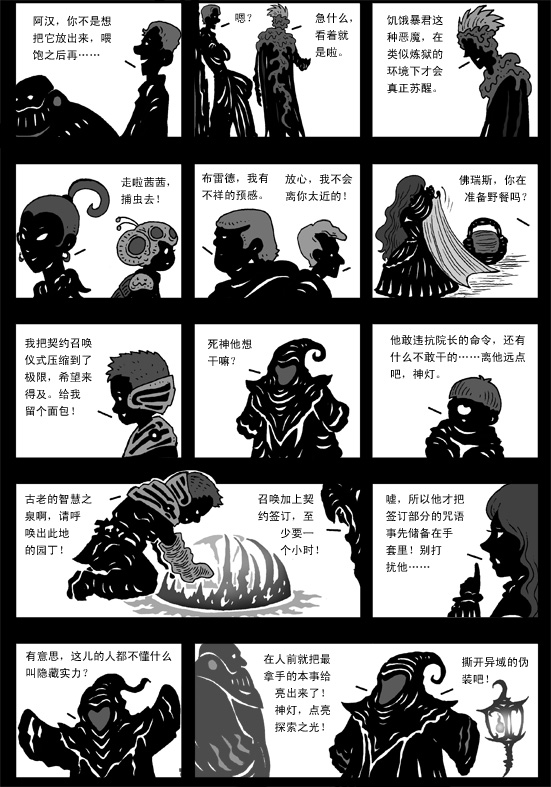 阿汉，你不是想
把它放出来，喂
饱之后再……
嗯？
急什么，
看着就
是啦。
饥饿暴君这
种恶魔，在
类似炼狱的
环境下才会
真正苏醒。
走啦茜茜，
捕虫去！
布雷德，我有
不祥的预感。
放心，我不会
离你太近的！
佛瑞斯，你在
准备野餐吗？
我把契约召唤
仪式压缩到了
极限，希望来
得及。给我
留个面包！
死神他想
干嘛？
他敢违抗院长的命令，还有
什么不敢干的……离他远点
吧，神灯。
古老的智慧之
泉啊，请呼
唤出此地
的园丁！
召唤加上契
约签订，至
少要一
个小时！
嘘，所以他才把
签订部分的咒语
事先储备在手
套里！别打
扰他……
有意思，这儿的人都不懂什么
叫隐藏实力？
在人前就把最
拿手的本事给
亮出来了！
神灯，点亮
探索之光！
撕开异域的伪
装吧！